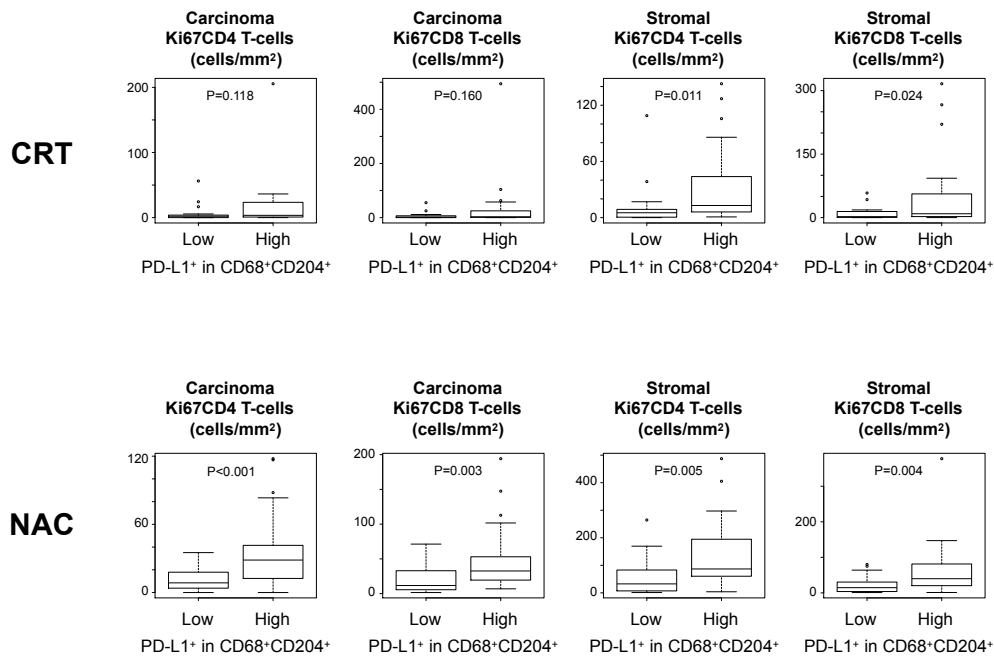 Carcinoma
Ki67CD4 T-cells
(cells/mm²)
Carcinoma
Ki67CD8 T-cells
(cells/mm²)
Stromal
Ki67CD4 T-cells
(cells/mm²)
Stromal
Ki67CD8 T-cells
(cells/mm²)
CRT
P=0.118
200
100
0
Low High
PD-L1⁺ in CD68⁺CD204⁺
P=0.160
400
200
0
Low High
PD-L1⁺ in CD68⁺CD204⁺
P=0.011
120
60
0
Low High
PD-L1⁺ in CD68⁺CD204⁺
P=0.024
300
150
0
Low High
PD-L1⁺ in CD68⁺CD204⁺
Carcinoma
Ki67CD4 T-cells
(cells/mm²)
Carcinoma
Ki67CD8 T-cells
(cells/mm²)
Stromal
Ki67CD4 T-cells
(cells/mm²)
Stromal
Ki67CD8 T-cells
(cells/mm²)
NAC
P<0.001
120
60
0
Low High
PD-L1⁺ in CD68⁺CD204⁺
P=0.003
200
100
0
Low High
PD-L1⁺ in CD68⁺CD204⁺
P=0.005
400
200
0
Low High
PD-L1⁺ in CD68⁺CD204⁺
P=0.004
200
0
Low High
PD-L1⁺ in CD68⁺CD204⁺